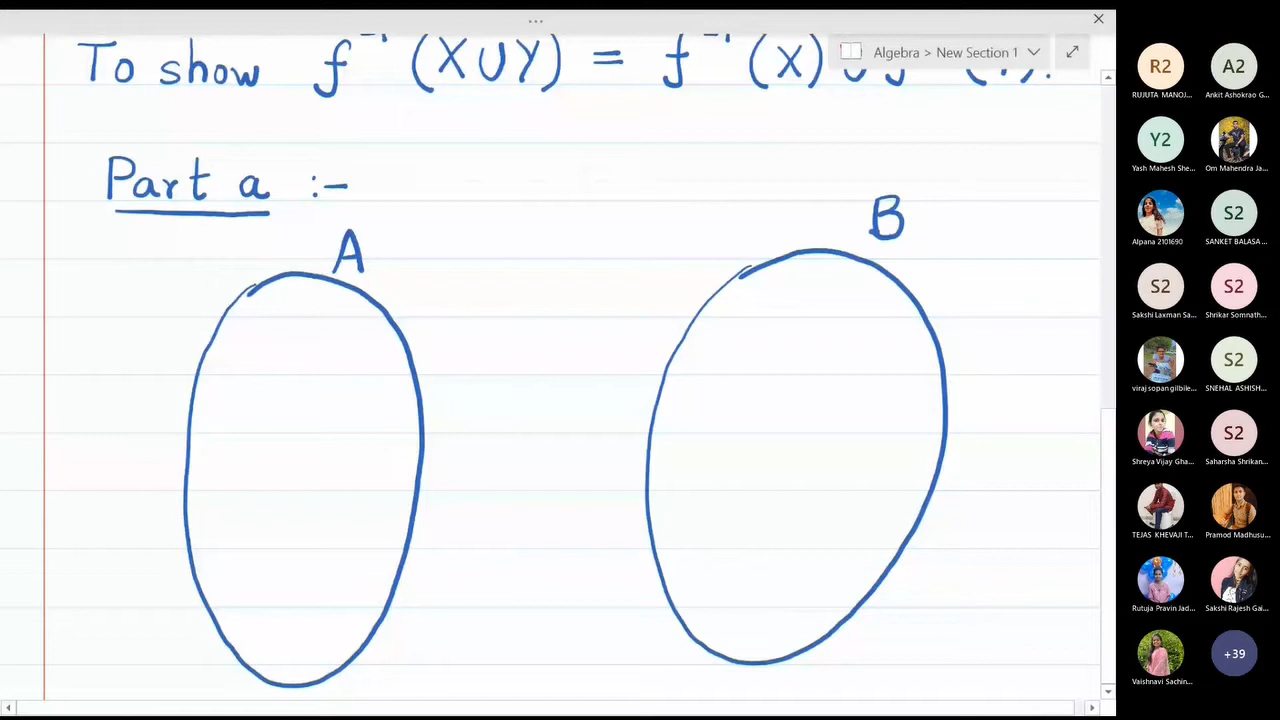 To show f⁻¹ (X∪Y) = f⁻¹ (X)
Algebra > New Section 1
Part a :-
A
B
R2
RUJUTA MANOJ...
A2
Ankit Ashokrao G...
Y2
Yash Mahesh She...
Om Mahendra Ja...
Alpana 2101690
S2
SANKET BALASA ...
S2
Sakshi Laxman Sa...
S2
Shrikar Somnath...
viraj sopan gilbile...
S2
SNEHAL ASHISH...
Shreya Vijay Gha...
S2
Saharsha Shrikan...
TEJAS KHEVAJI T...
Pramod Madhusu...
Rutuja Pravin Jad...
Sakshi Rajesh Gai...
Vaishnavi Sachin...
+39